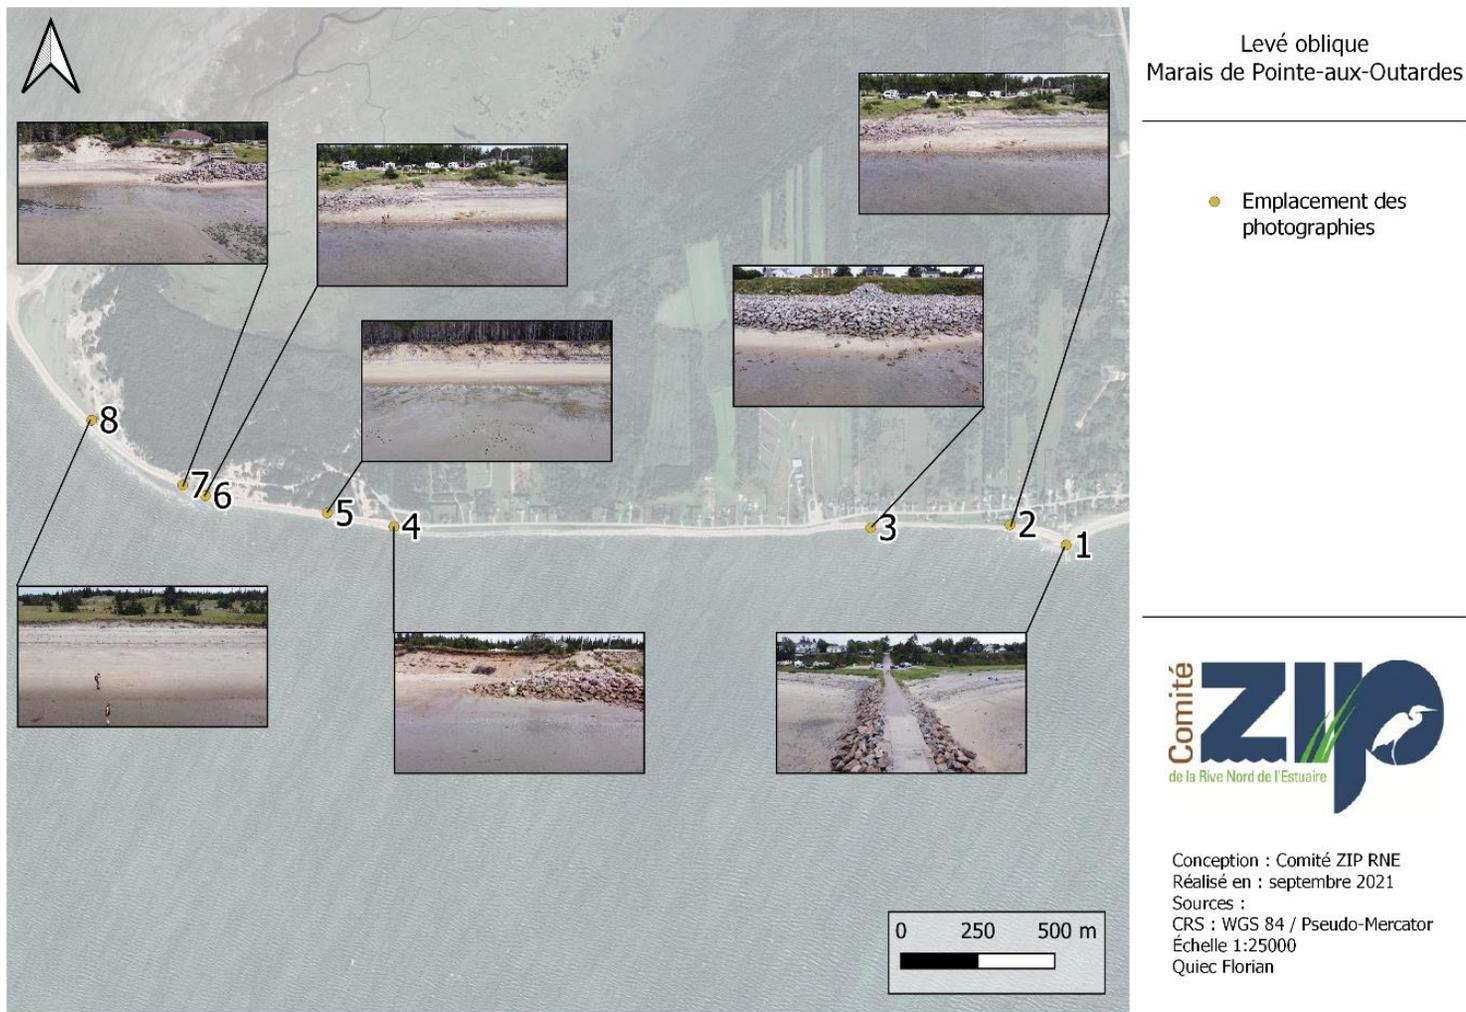 Levé oblique
Marais de Pointe-aux-Outardes
Emplacement des
photographies
8
7
6
5
4
3
2
1
0 250 500 m
Comité
ZIP
de la Rive Nord de l'Estuaire
Conception : Comité ZIP RNE
Réalisé en : septembre 2021
Sources :
CRS : WGS 84 / Pseudo-Mercator
Échelle 1:25000
Quiec Florian